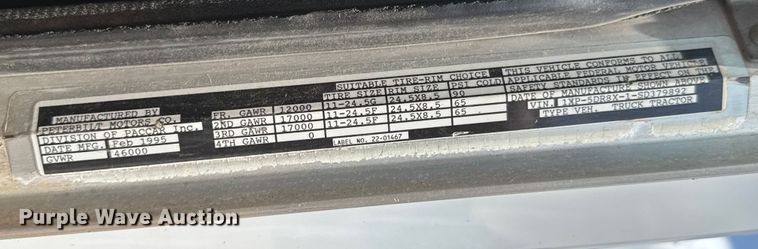 MANUFACTURED BY
PETERBILT MOTORS CO.
DIVISION OF PACCAR Inc.
DATE MFG. Feb 1995
GVWR 46000
SUITABLE TIRE-RIM CHOICE
TIRE SIZE RIM SIZE PSI COLD
FR. GAWR 12000 11-24.5G 24.5X8.5 90
2ND GAWR 17000 11-24.5F 24.5X8.5 65
3RD GAWR 17000 11-24.5F 24.5X8.5 65
4TH GAWR 0
LABEL NO. 22-01467
THIS VEHICLE CONFORMS TO ALL
APPLICABLE FEDERAL MOTOR VEHICLE
SAFETY STANDARDS IN EFFECT ON THE
DATE OF MANUFACTURE SHOWN ABOVE
VIN. 1XP-5DR8X-1-SD379892
TYPE VEH. TRUCK TRACTOR
Purple Wave Auction